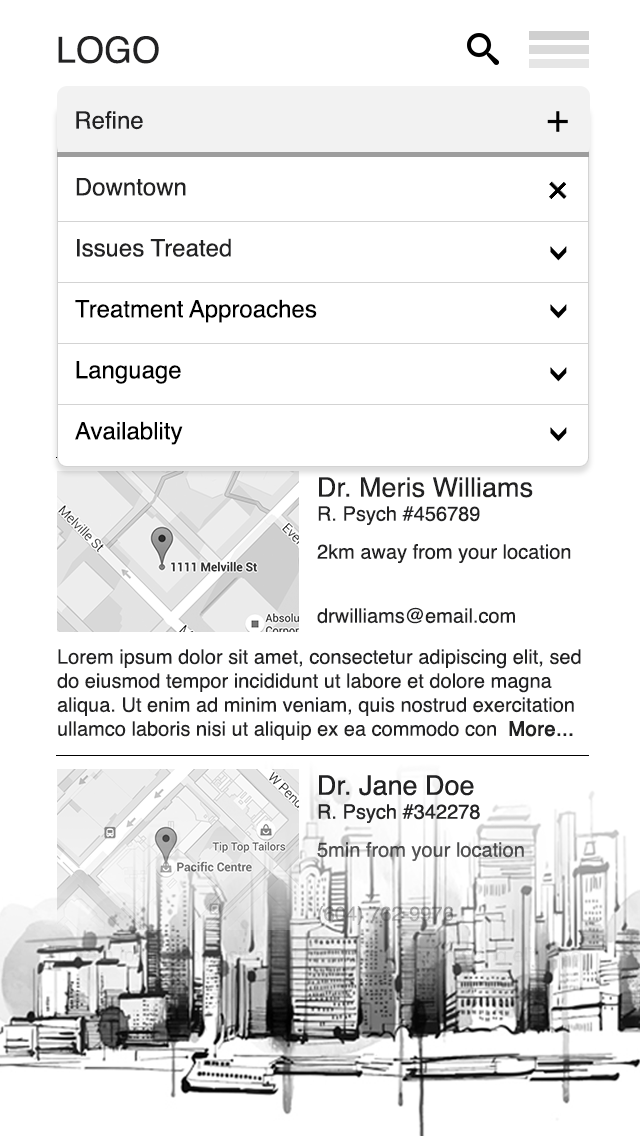 LOGO
Refine
Downtown
Issues Treated
Treatment Approaches
Language
Availablity
Melville St
1111 Melville St
Absolu
Corpor
Dr. Meris Williams
R. Psych #456789
2km away from your location
drwilliams@email.com
Lorem ipsum dolor sit amet, consectetur adipiscing elit, sed
do eiusmod tempor incididunt ut labore et dolore magna
aliqua. Ut enim ad minim veniam, quis nostrud exercitation
ullamco laboris nisi ut aliquip ex ea commodo con More...
W Pend
Tip Top Tailors
Pacific Centre
Dr. Jane Doe
R. Psych #342278
5min from your location
(604) 762-9979